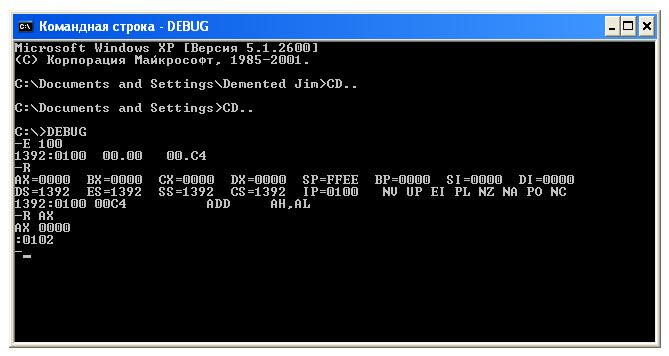 Командная строка - DEBUG
Microsoft Windows XP [Версия 5.1.2600]
(C) Корпорация Майкрософт, 1985-2001.
C:\Documents and Settings\Demented Jim>CD..
C:\Documents and Settings>CD..
C:\>DEBUG
-E 100
1392:0100  00.00   00.C4
-R
AX=0000  BX=0000  CX=0000  DX=0000  SP=FFEE  BP=0000  SI=0000  DI=0000
DS=1392  ES=1392  SS=1392  CS=1392  IP=0100   NV UP EI PL NZ NA PO NC
1392:0100 00C4          ADD     AH,AL
-R AX
AX 0000
:0102
-_